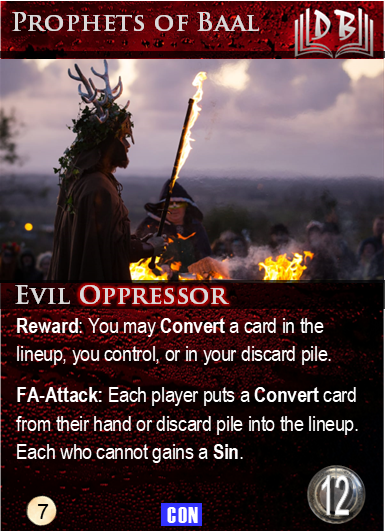 PROPHETS OF BAAL
DB
EVIL OPPRESSOR
Reward: You may Convert a card in the
lineup, you control, or in your discard pile.
FA-Attack: Each player puts a Convert card
from their hand or discard pile into the lineup.
Each who cannot gains a Sin.
7
CON
12